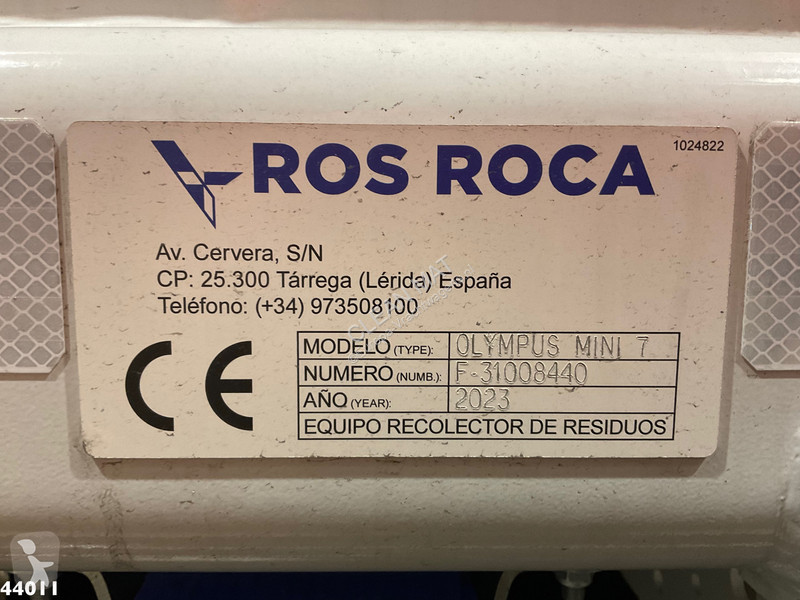 ROS ROCA
1024822
Av. Cervera, S/N
CP: 25.300 Tárrega (Lérida) España
Teléfono: (+34) 973508100
CE
MODELO (TYPE): OLYMPUS MINI 7
NUMERO (NUMB.): F-31008440
AÑO (YEAR): 2023
EQUIPO RECOLECTOR DE RESIDUOS
44011